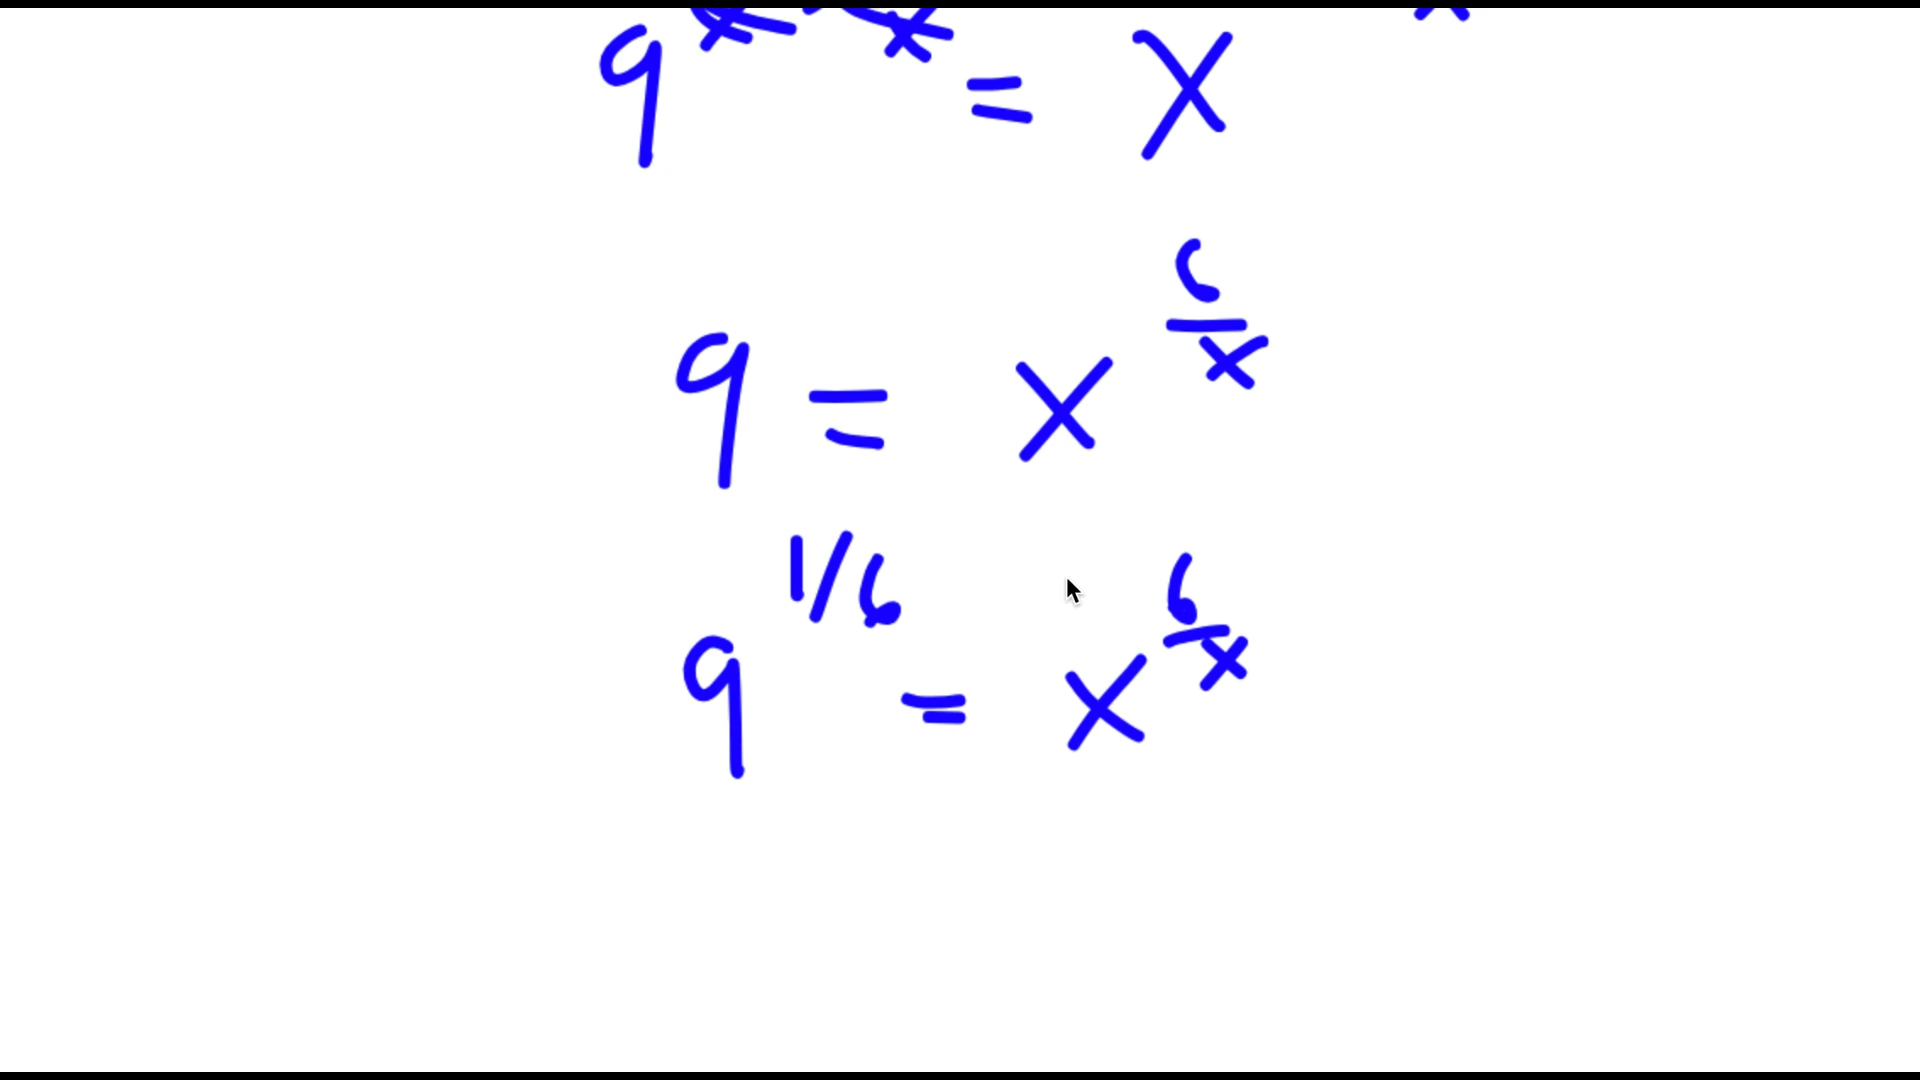 9 = x
9 = x^(6/x)
9^(1/6) = x^(6/x)